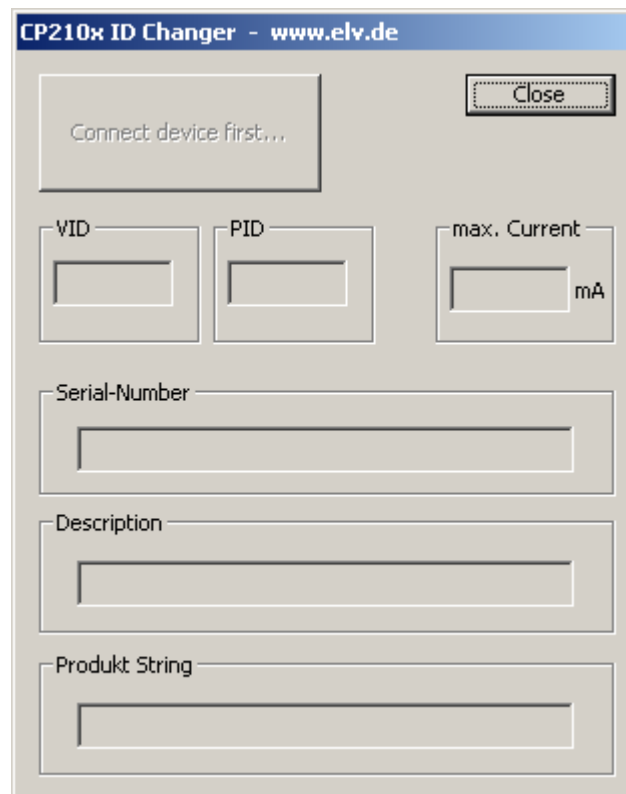 CP210x ID Changer - www.elv.de
Connect device first...
Close
VID
PID
max. Current
mA
Serial-Number
Description
Produkt String